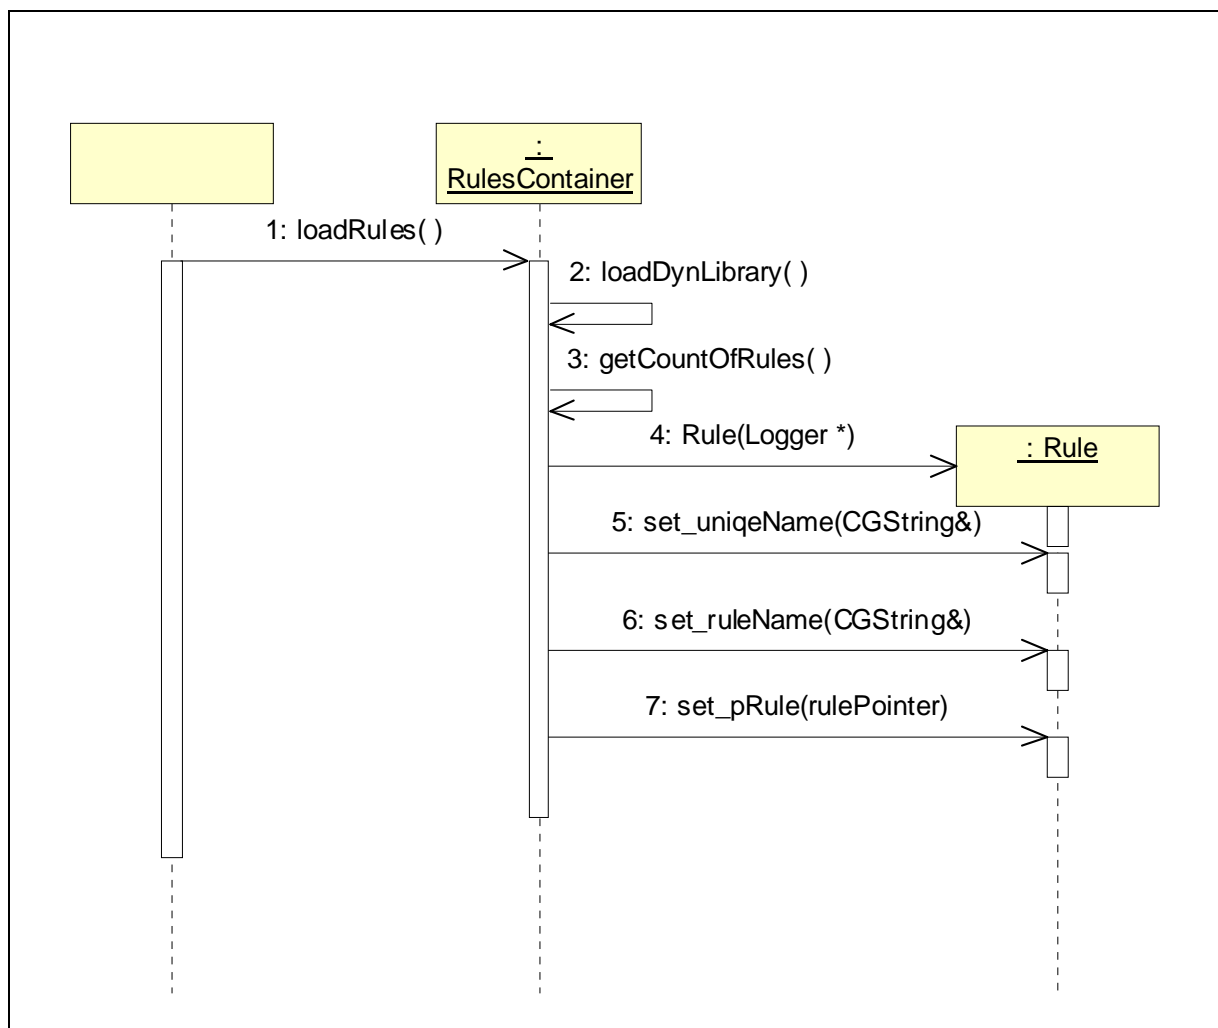 :
RulesContainer
1: loadRules( )
2: loadDynLibrary( )
3: getCountOfRules( )
4: Rule(Logger *)
: Rule
5: set_uniqeName(CGString&)
6: set_ruleName(CGString&)
7: set_pRule(rulePointer)